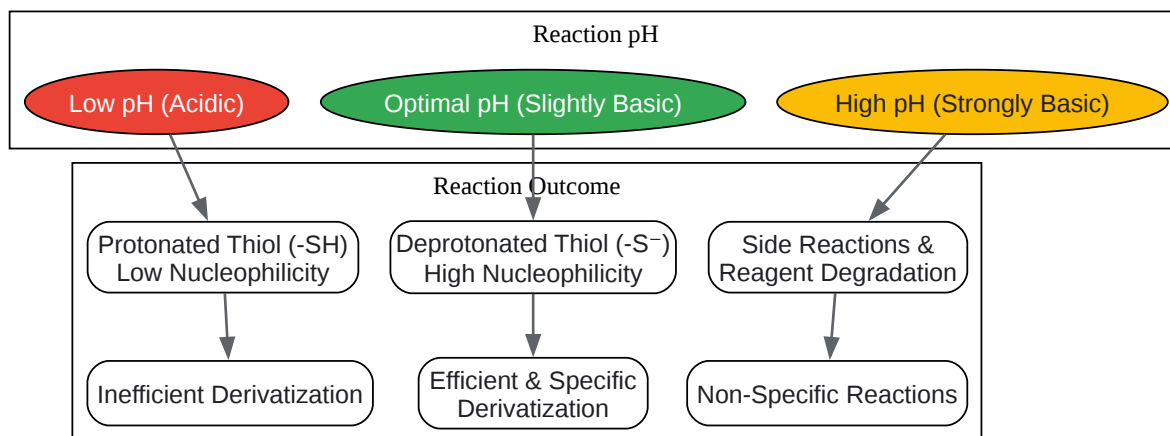 Reaction pH
Low pH (Acidic)
Optimal pH (Slightly Basic)
High pH (Strongly Basic)
Reaction Outcome
Protonated Thiol (-SH)
Low Nucleophilicity
Deprotonated Thiol (-S⁻)
High Nucleophilicity
Side Reactions &
Reagent Degradation
Inefficient Derivatization
Efficient & Specific
Derivatization
Non-Specific Reactions